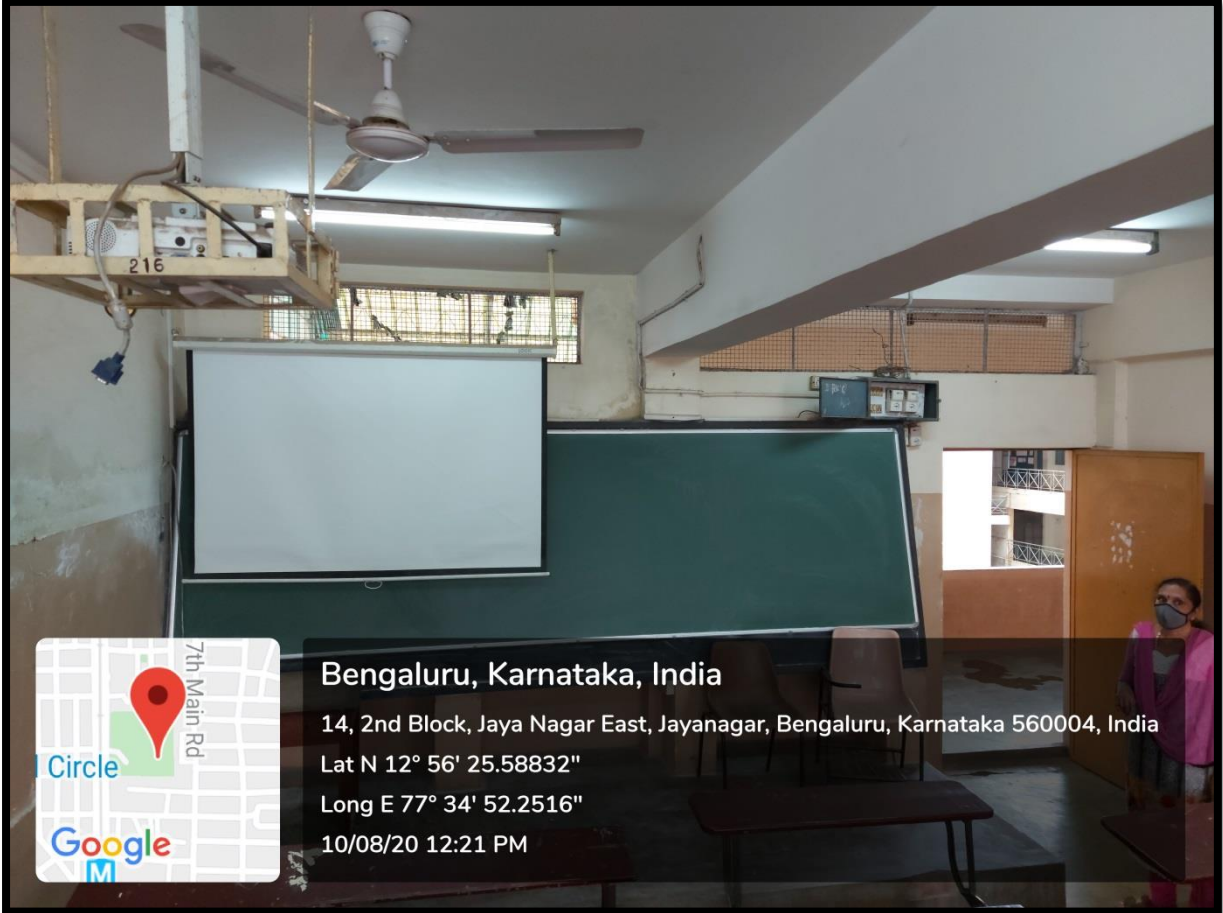 216
7th Main Rd
Circle
Google
M
Bengaluru, Karnataka, India
14, 2nd Block, Jaya Nagar East, Jayanagar, Bengaluru, Karnataka 560004, India
Lat N 12° 56' 25.58832"
Long E 77° 34' 52.2516"
10/08/20 12:21 PM